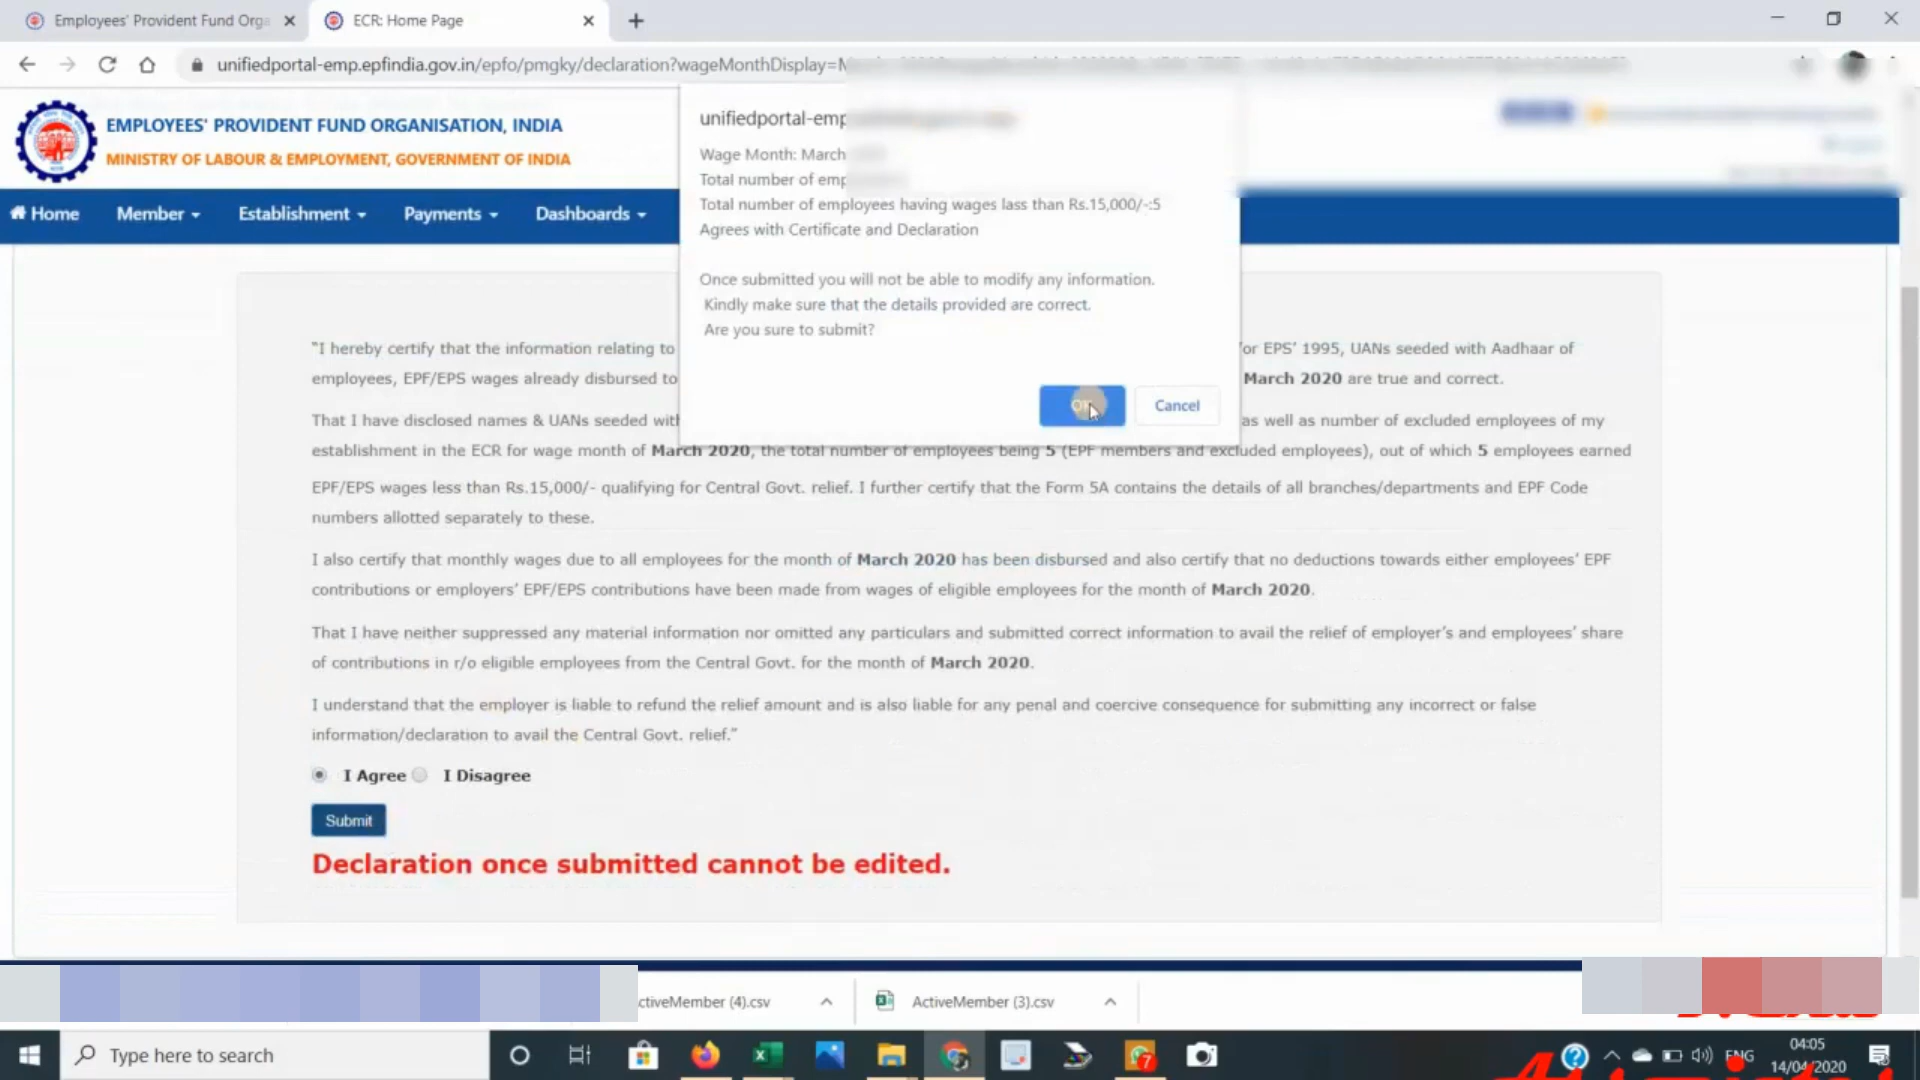 Employees' Provident Fund Orga
ECR: Home Page
unifiedportal-emp.epfindia.gov.in/epfo/pmgky/declaration?wageMonthDisplay=
EMPLOYEES' PROVIDENT FUND ORGANISATION, INDIA
MINISTRY OF LABOUR & EMPLOYMENT, GOVERNMENT OF INDIA
Home Member Establishment Payments Dashboards
unifiedportal-emp
Wage Month: March
Total number of emp
Total number of employees having wages lass than Rs.15,000/-:5
Agrees with Certificate and Declaration
Once submitted you will not be able to modify any information.
Kindly make sure that the details provided are correct.
Are you sure to submit?
Cancel
"I hereby certify that the information relating to or EPS' 1995, UANs seeded with Aadhaar of
employees, EPF/EPS wages already disbursed to March 2020 are true and correct.
That I have disclosed names & UANs seeded with as well as number of excluded employees of my
establishment in the ECR for wage month of March 2020, the total number of employees being 5 (EPF members and excluded employees), out of which 5 employees earned
EPF/EPS wages less than Rs.15,000/- qualifying for Central Govt. relief. I further certify that the Form 5A contains the details of all branches/departments and EPF Code
numbers allotted separately to these.
I also certify that monthly wages due to all employees for the month of March 2020 has been disbursed and also certify that no deductions towards either employees' EPF
contributions or employers' EPF/EPS contributions have been made from wages of eligible employees for the month of March 2020.
That I have neither suppressed any material information nor omitted any particulars and submitted correct information to avail the relief of employer's and employees' share
of contributions in r/o eligible employees from the Central Govt. for the month of March 2020.
I understand that the employer is liable to refund the relief amount and is also liable for any penal and coercive consequence for submitting any incorrect or false
information/declaration to avail the Central Govt. relief."
I Agree I Disagree
Submit
Declaration once submitted cannot be edited.
ctiveMember (4).csv
ActiveMember (3).csv
Type here to search
7
ENG
04:05
14/04/2020